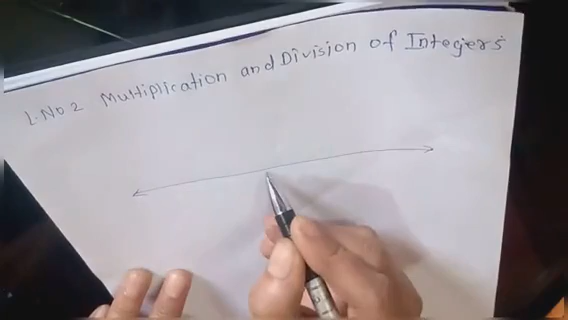 L.No 2 Multiplication and Division of Integers